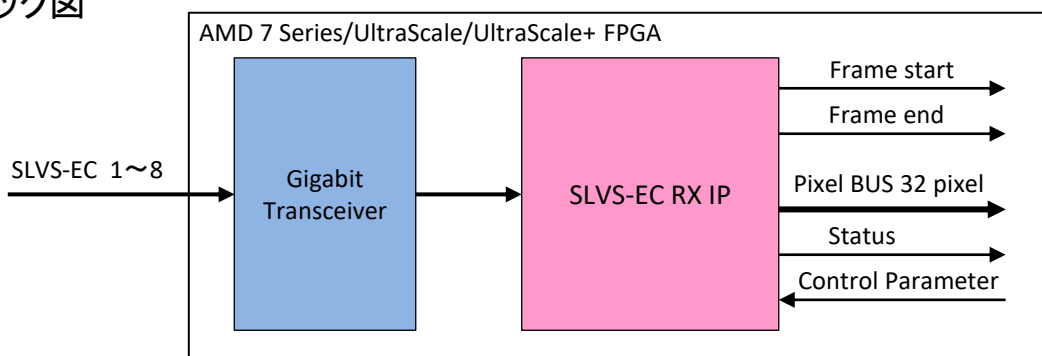 ック図
AMD 7 Series/UltraScale/UltraScale+ FPGA
SLVS-EC 1～8
Gigabit
Transceiver
SLVS-EC RX IP
Frame start
Frame end
Pixel BUS 32 pixel
Status
Control Parameter